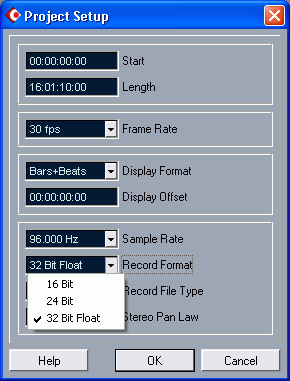 Project Setup
00:00:00:00 Start
16:01:10:00 Length
30 fps Frame Rate
Bars+Beats Display Format
00:00:00:00 Display Offset
96.000 Hz Sample Rate
32 Bit Float Record Format
16 Bit
24 Bit Record File Type
32 Bit Float Stereo Pan Law
Help OK Cancel